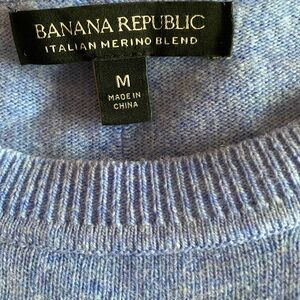 BANANA REPUBLIC
ITALIAN MERINO BLEND
M
MADE IN
CHINA